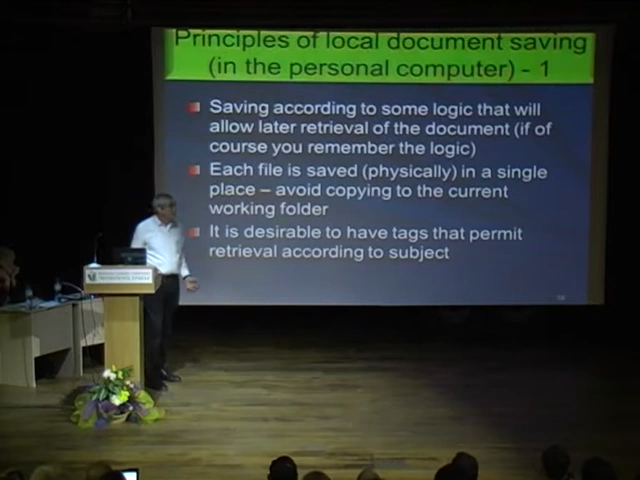 Principles of local document saving
(in the personal computer) - 1
Saving according to some logic that will
allow later retrieval of the document (if of
course you remember the logic)
Each file is saved (physically) in a single
place – avoid copying to the current
working folder
It is desirable to have tags that permit
retrieval according to subject